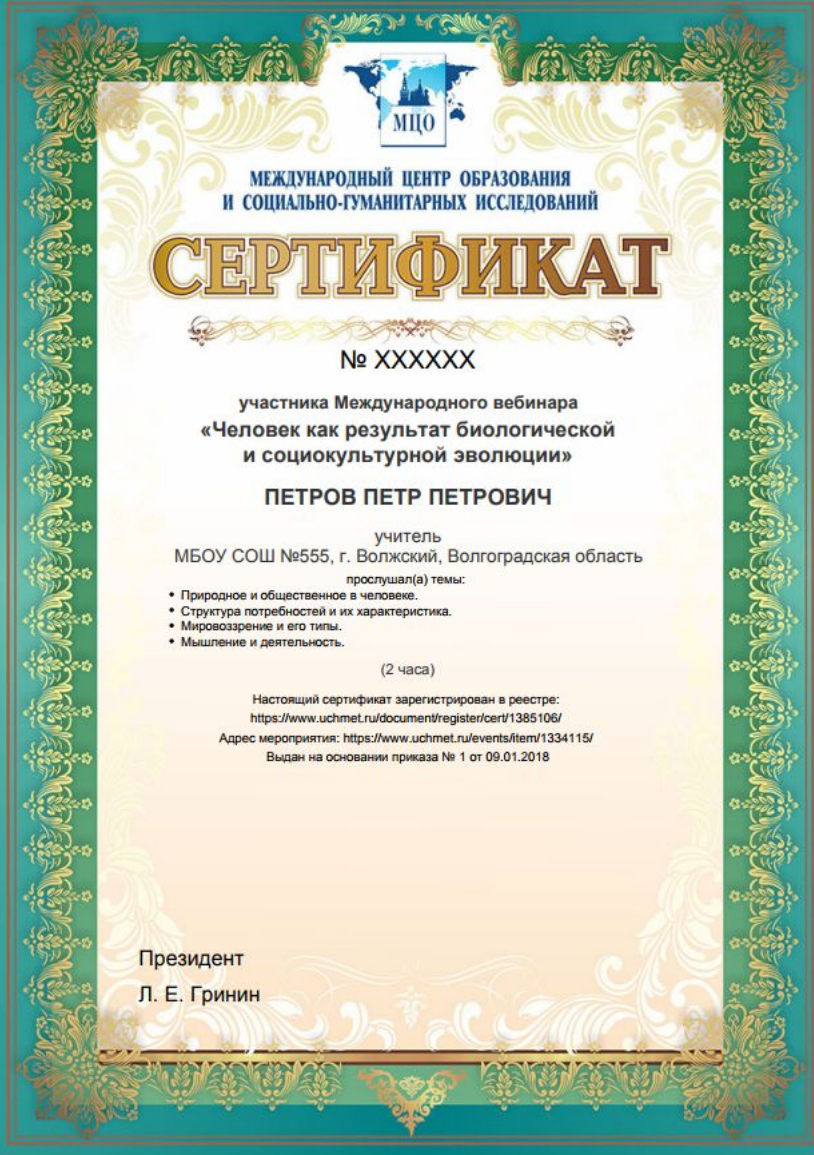 МЦО
МЕЖДУНАРОДНЫЙ ЦЕНТР ОБРАЗОВАНИЯ
И СОЦИАЛЬНО-ГУМАНИТАРНЫХ ИССЛЕДОВАНИЙ
СЕРТИФИКАТ
№ XXXXXX
участника Международного вебинара
«Человек как результат биологической
и социокультурной эволюции»
ПЕТРОВ ПЕТР ПЕТРОВИЧ
учитель
МБОУ СОШ №555, г. Волжский, Волгоградская область
прослушал(а) темы:
• Природное и общественное в человеке.
• Структура потребностей и их характеристика.
• Мировоззрение и его типы.
• Мышление и деятельность.
(2 часа)
Настоящий сертификат зарегистрирован в реестре:
https://www.uchmet.ru/document/register/cert/1385106/
Адрес мероприятия: https://www.uchmet.ru/events/item/1334115/
Выдан на основании приказа № 1 от 09.01.2018
Президент
Л. Е. Гринин